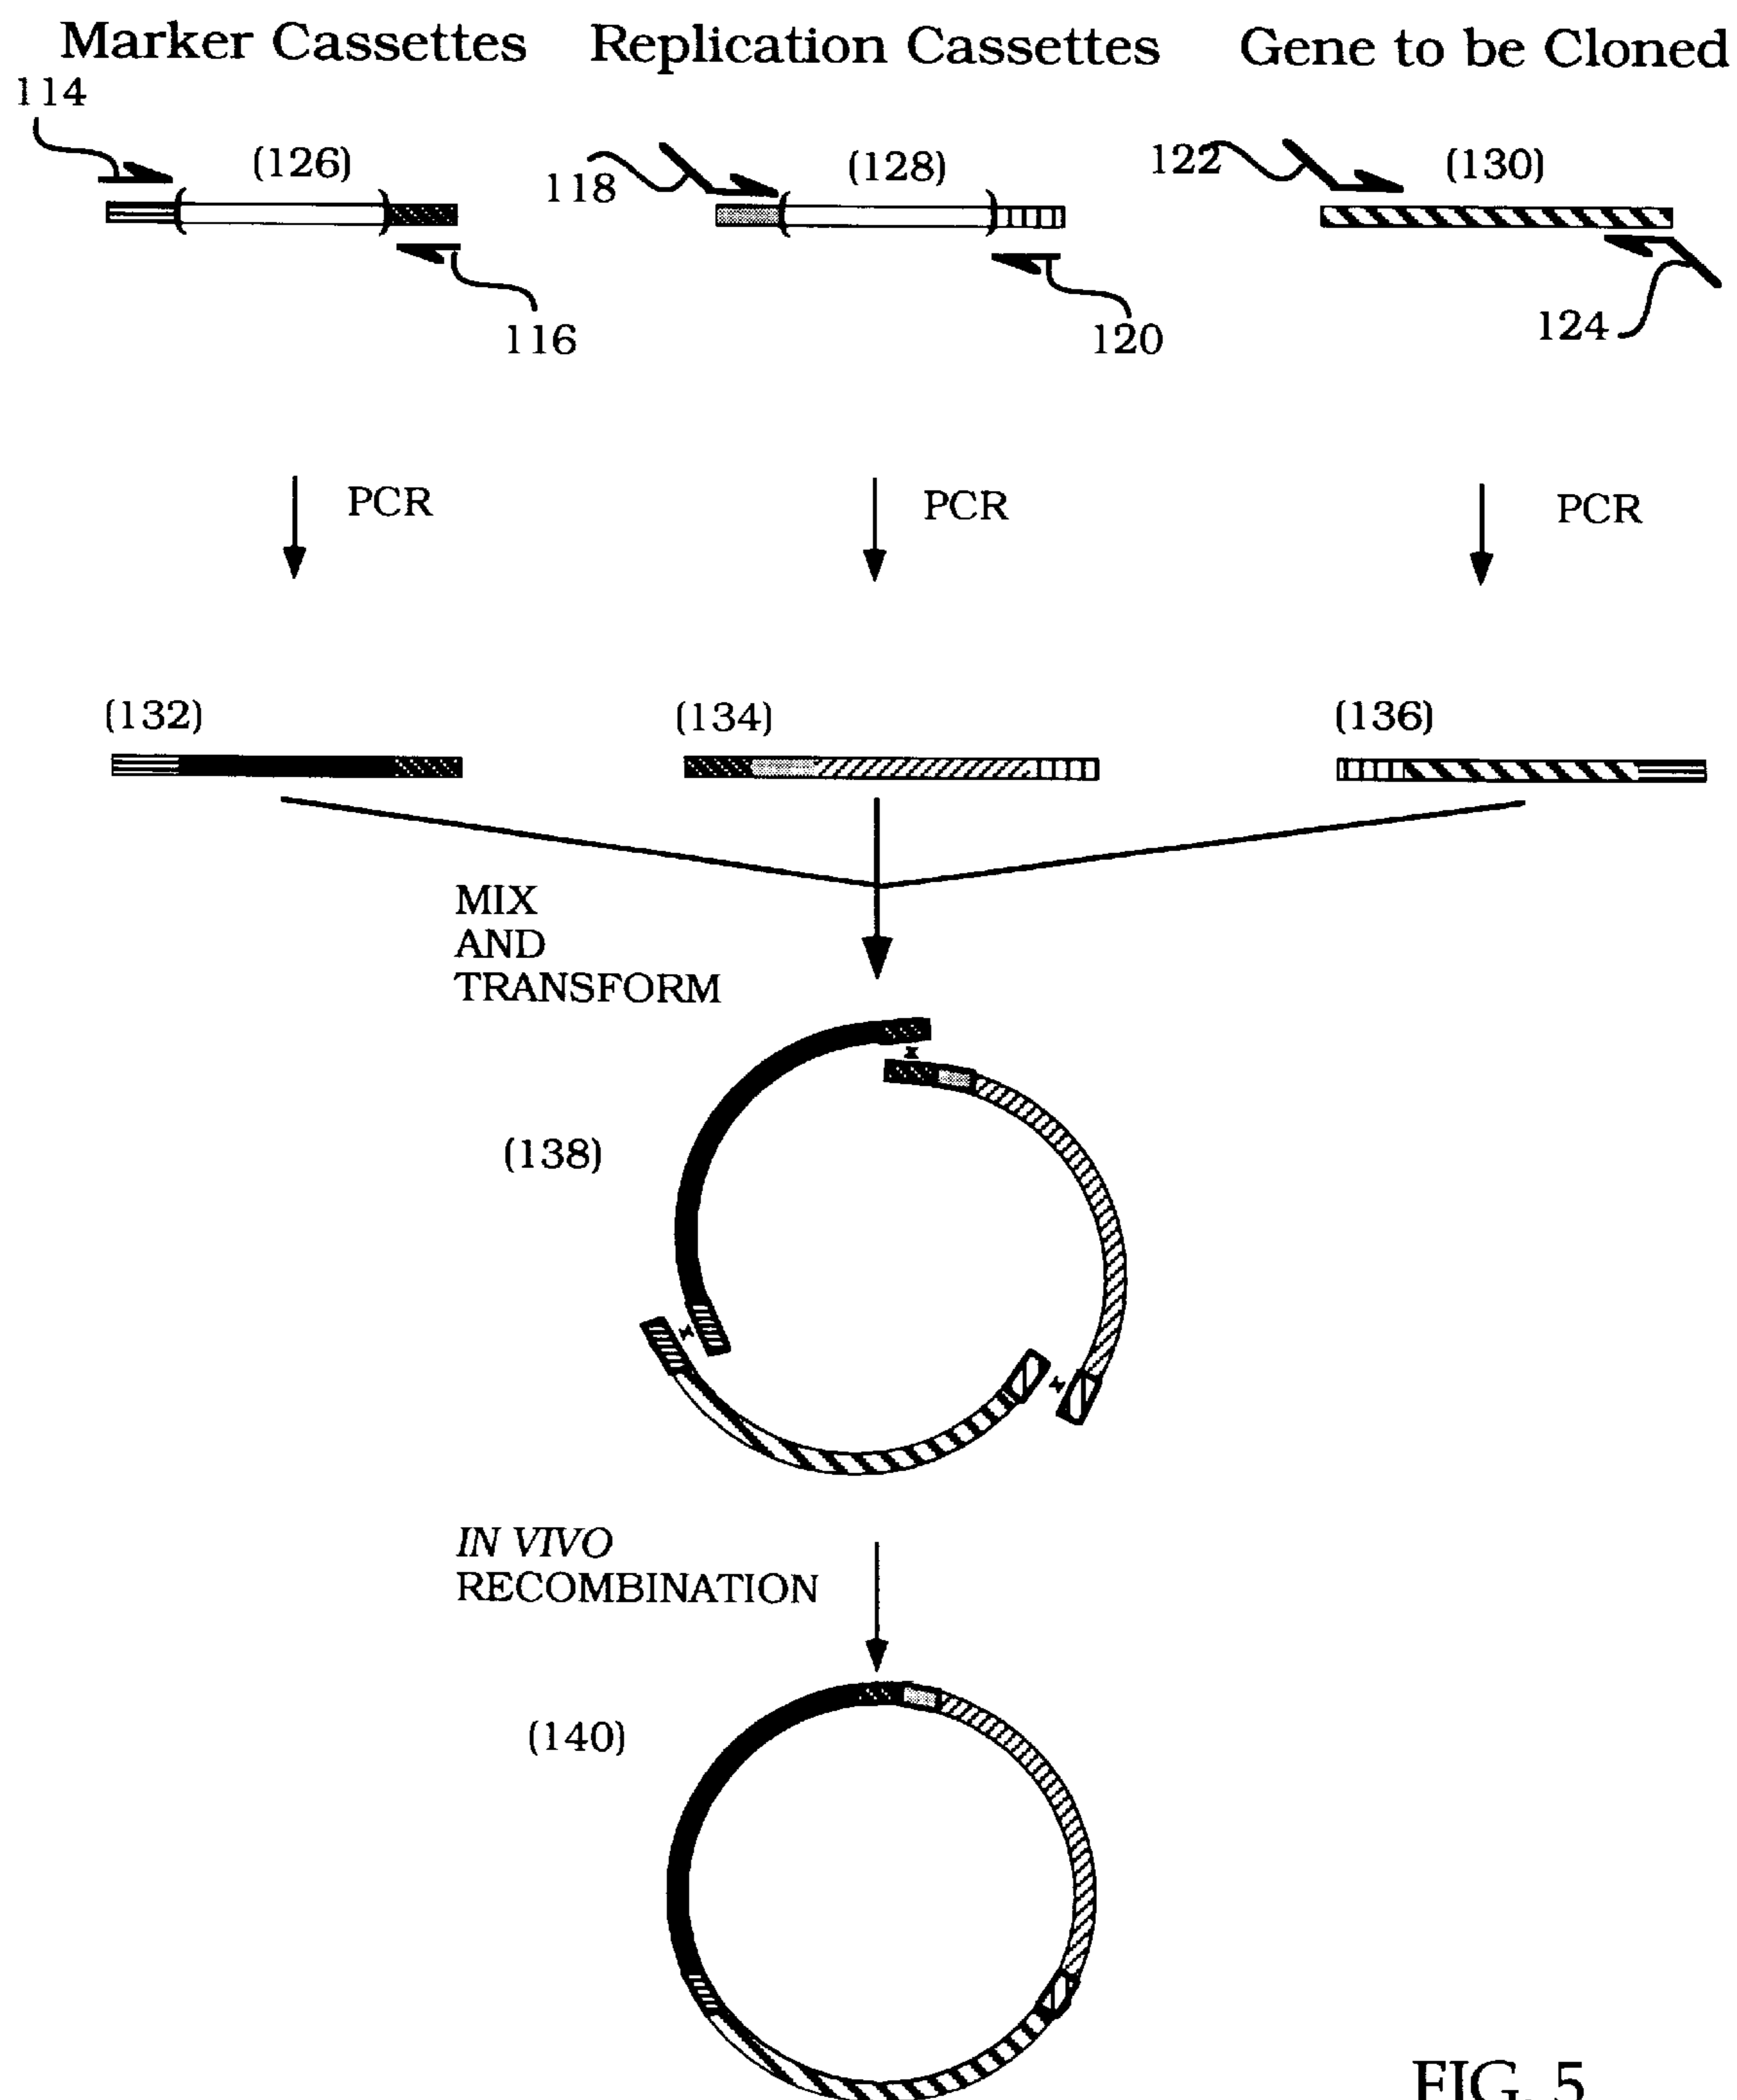 Marker Cassettes
Replication Cassettes
Gene to be Cloned
114
(126)
116
118
(128)
120
122
(130)
124
PCR
PCR
PCR
(132)
(134)
(136)
MIX
AND
TRANSFORM
(138)
IN VIVO
RECOMBINATION
(140)
FIG. 5